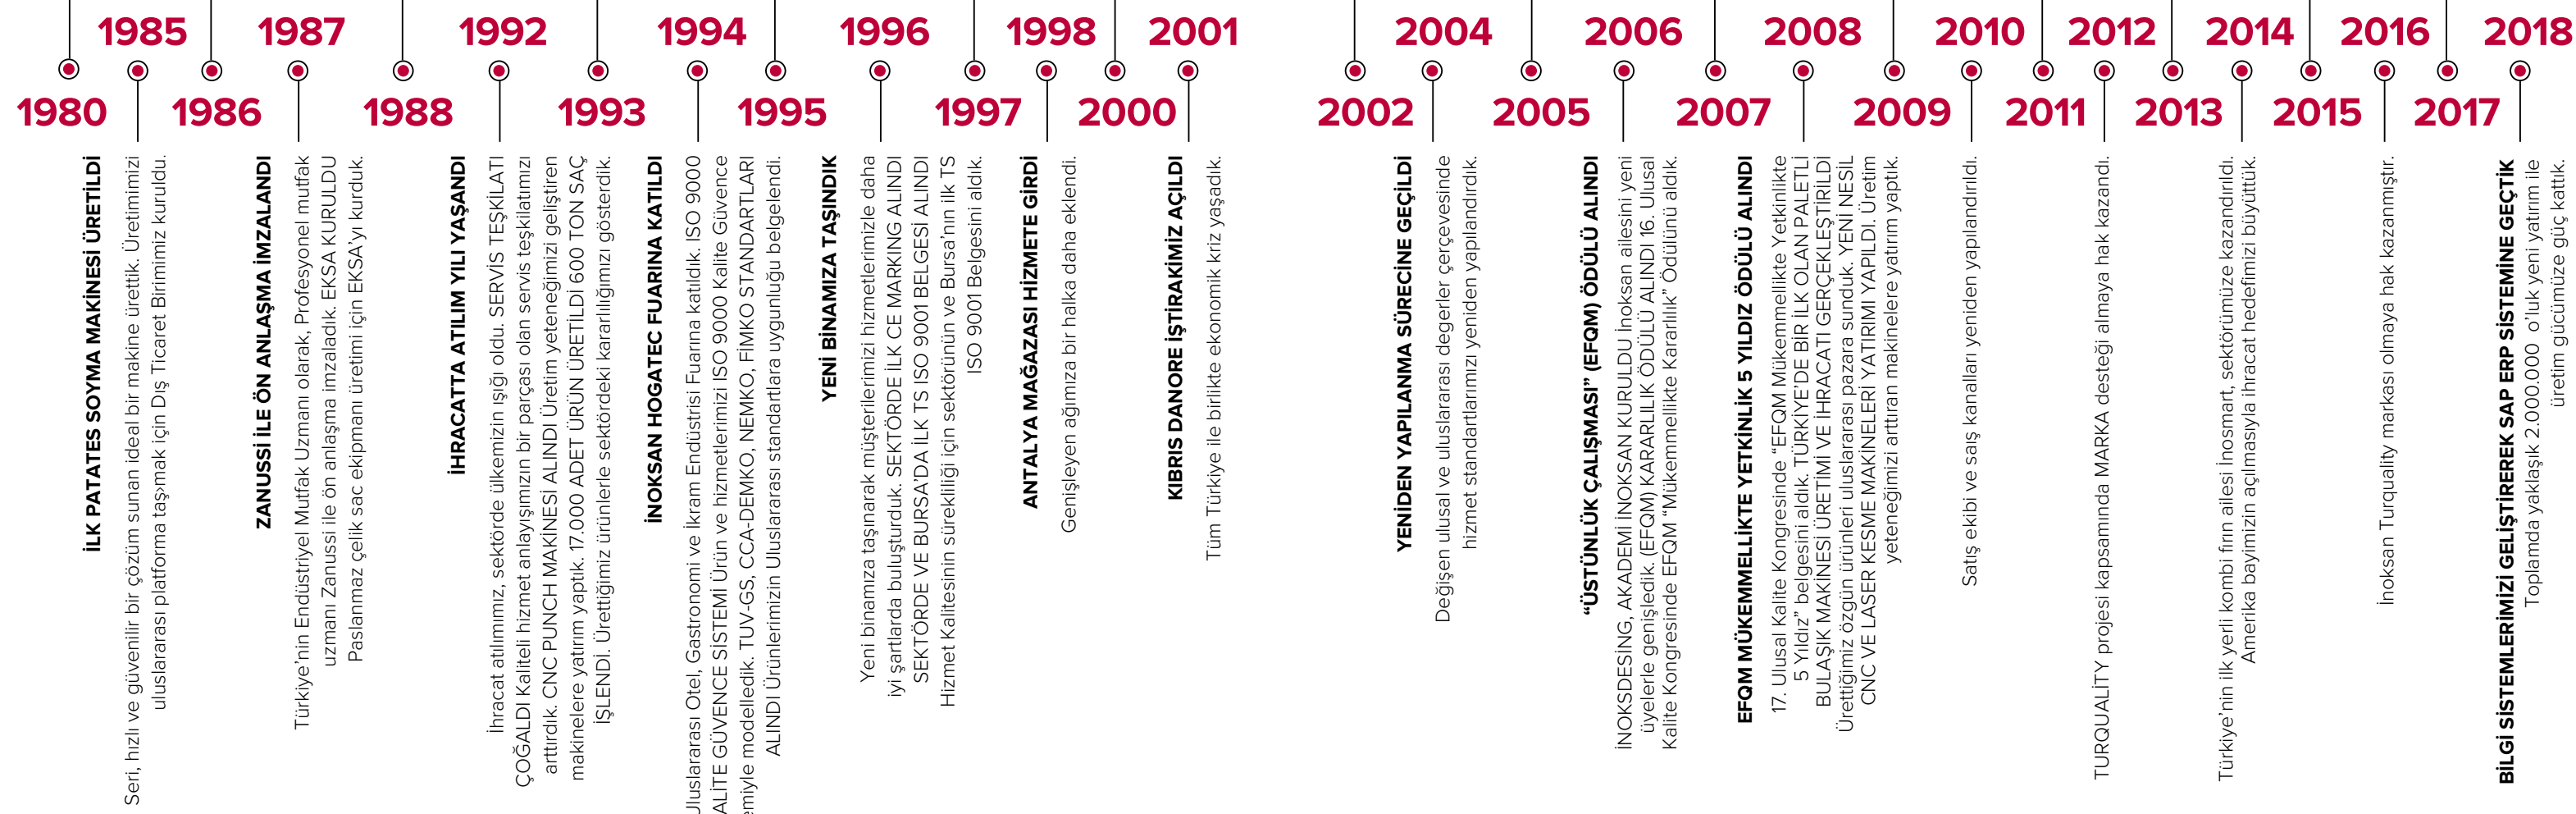 1985
1987
1992
1994
1996
1998
2001
2004
2006
2008
2010
2012
2014
2016
2018
1980
1986
1988
1993
1995
1997
2000
2002
2005
2007
2009
2011
2013
2015
2017
İLK PATATES SOYMA MAKİNESİ ÜRETİLDİ
Seri, hızlı ve güvenilir bir çözüm sunan ideal bir makine ürettik. Üretimimizi
uluslararası platforma taş›mak için Dış Ticaret Birimimiz kuruldu.
ZANUSSİ İLE ÖN ANLAŞMA İMZALANDI
Türkiye’nin Endüstriyel Mutfak Uzmanı olarak, Profesyonel mutfak
uzmanı Zanussi ile ön anlaşma imzaladık. EKSA KURULDU
Paslanmaz çelik sac ekipmanı üretimi için EKSA’yı kurduk.
İHRACATTA ATILIM YILI YAŞANDI
İhracat atılımımız, sektörde ülkemizin ışığı oldu. SERVİS TEŞKİLATI
ÇOĞALDI Kaliteli hizmet anlayışımızın bir parçası olan servis teşkilatımızı
arttırdık. CNC PUNCH MAKİNESİ ALINDI Üretim yeteneğimizi geliştiren
makinelere yatırım yaptık. 17.000 ADET ÜRÜN ÜRETİLDİ 600 TON SAÇ
İŞLENDİ. Ürettiğimiz ürünlerle sektördeki kararlılığımızı gösterdik.
İNOKSAN HOGATEC FUARINA KATILDI
Uluslararası Otel, Gastronomi ve İkram Endüstrisi Fuarına katıldık. ISO 9000
ALİTE GÜVENCE SİSTEMİ Ürün ve hizmetlerimizi ISO 9000 Kalite Güvence
emiyle modelledik. TUV-GS, CCA-DEMKO, NEMKO, FİMKO STANDARTLARI
ALINDI Ürünlerimizin Uluslararası standartlara uygunluğu belgelendi.
YENİ BİNAMIZA TAŞINDIK
Yeni binamıza taşınarak müşterilerimizi hizmetlerimizle daha
iyi şartlarda buluşturduk. SEKTÖRDE İLK CE MARKING ALINDI
SEKTÖRDE VE BURSA’DA İLK TS ISO 9001 BELGESİ ALINDI
Hizmet Kalitesinin sürekliliği için sektörünün ve Bursa’nın ilk TS
ISO 9001 Belgesini aldık.
ANTALYA MAĞAZASI HİZMETE GİRDİ
Genişleyen ağımıza bir halka daha eklendi.
KIBRIS DANORE İŞTİRAKİMİZ AÇILDI
Tüm Türkiye ile birlikte ekonomik kriz yaşadık.
YENİDEN YAPILANMA SÜRECİNE GEÇİLDİ
Değişen ulusal ve uluslararası degerler çerçevesinde
hizmet standartlarımızı yeniden yapılandırdık.
“ÜSTÜNLÜK ÇALIŞMASI” (EFQM) ÖDÜLÜ ALINDI
İNOKSDESİNG, AKADEMİ İNOKSAN KURULDU İnoksan ailesini yeni
üyelerle genişledik. (EFQM) KARARLILIK ÖDÜLÜ ALINDI 16. Ulusal
Kalite Kongresinde EFQM “Mükemmellikte Kararlılık” Ödülünü aldık.
EFQM MÜKEMMELLİKTE YETKİNLİK 5 YILDIZ ÖDÜLÜ ALINDI
17. Ulusal Kalite Kongresinde “EFQM Mükemmellikte Yetkinlikte
5 Yıldız” belgesini aldık. TÜRKİYE’DE BİR İLK OLAN PALETLİ
BULAŞIK MAKİNESİ ÜRETİMİ VE İHRACATI GERÇEKLEŞTİRİLDİ
Ürettiğimiz özgün ürünleri uluslararası pazara sunduk. YENİ NESİL
CNC VE LASER KESME MAKİNELERİ YATIRIMI YAPILDI. Üretim
yeteneğimizi arttıran makinelere yatırım yaptık.
Satış ekibi ve saış kanalları yeniden yapılandırıldı.
TURQUALİTY projesi kapsamında MARKA desteği almaya hak kazandı.
Türkiye’nin ilk yerli kombi fırın ailesi İnosmart, sektörümüze kazandırıldı.
Amerika bayimizin açılmasıyla ihracat hedefimizi büyüttük.
İnoksan Turquality markası olmaya hak kazanmıştır.
BİLGİ SİSTEMLERİMİZİ GELİŞTİREREK SAP ERP SİSTEMİNE GEÇTİK
Toplamda yaklaşık 2.000.000 o’luk yeni yatırım ile
üretim gücümüze güç kattık.